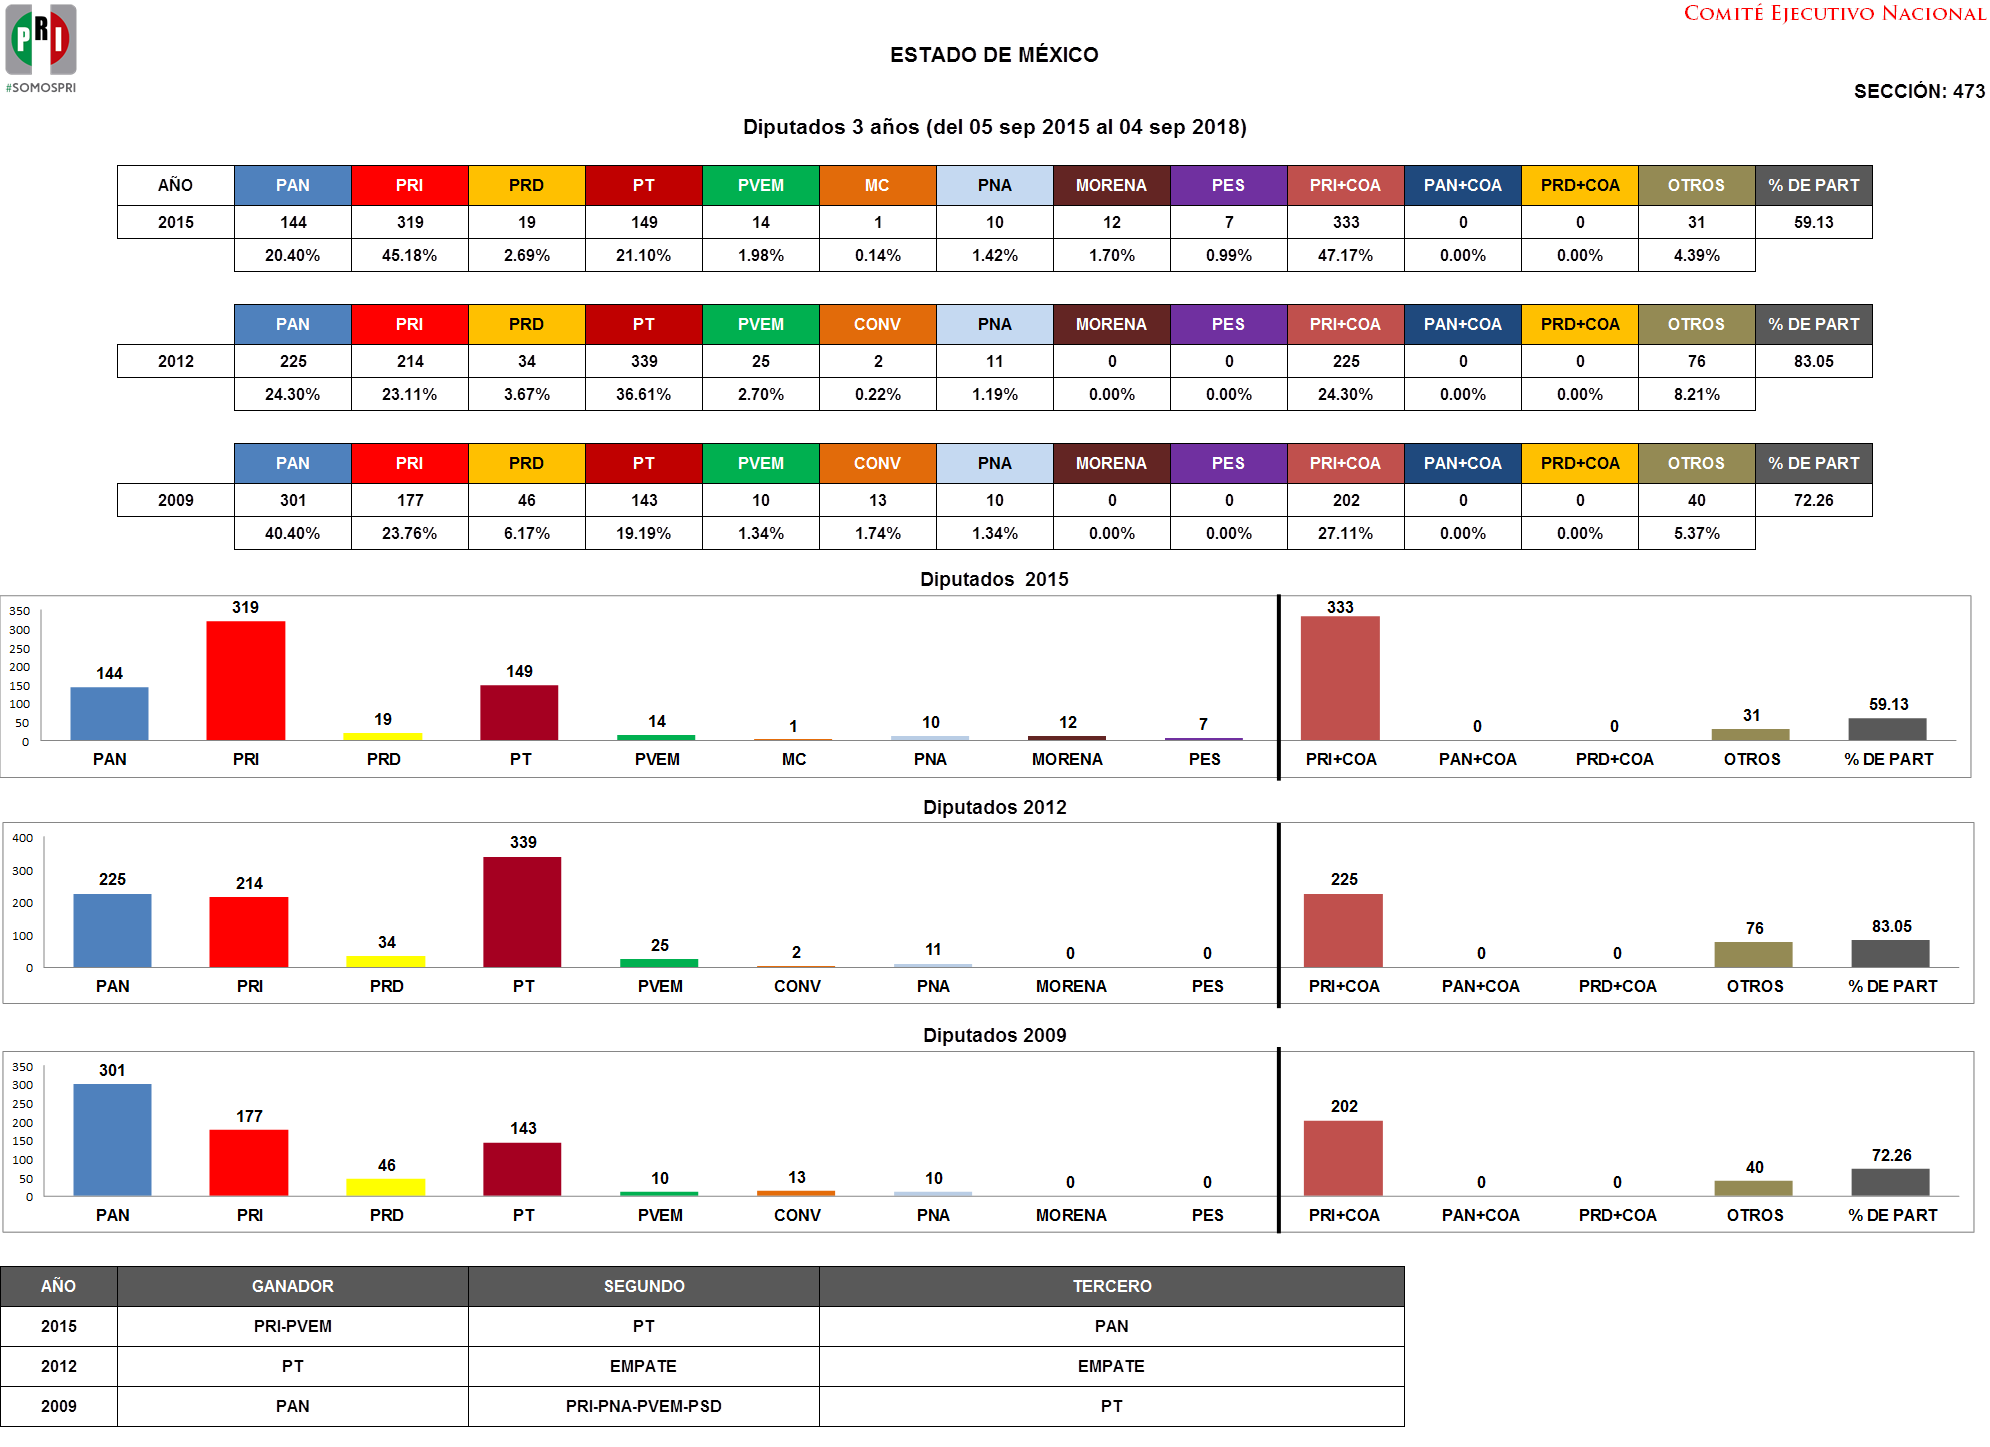 PRI
#SOMOSPRI
COMITÉ EJECUTIVO NACIONAL
ESTADO DE MÉXICO
SECCIÓN: 473
Diputados 3 años (del 05 sep 2015 al 04 sep 2018)
AÑO PAN PRI PRD PT PVEM MC PNA MORENA PES PRI+COA PAN+COA PRD+COA OTROS % DE PART
2015 144 319 19 149 14 1 10 12 7 333 0 0 31 59.13
20.40% 45.18% 2.69% 21.10% 1.98% 0.14% 1.42% 1.70% 0.99% 47.17% 0.00% 0.00% 4.39%
PAN PRI PRD PT PVEM CONV PNA MORENA PES PRI+COA PAN+COA PRD+COA OTROS % DE PART
2012 225 214 34 339 25 2 11 0 0 225 0 0 76 83.05
24.30% 23.11% 3.67% 36.61% 2.70% 0.22% 1.19% 0.00% 0.00% 24.30% 0.00% 0.00% 8.21%
PAN PRI PRD PT PVEM CONV PNA MORENA PES PRI+COA PAN+COA PRD+COA OTROS % DE PART
2009 301 177 46 143 10 13 10 0 0 202 0 0 40 72.26
40.40% 23.76% 6.17% 19.19% 1.34% 1.74% 1.34% 0.00% 0.00% 27.11% 0.00% 0.00% 5.37%
Diputados 2015
350
300
250
200
150
100
50
0
144 319 19 149 14 1 10 12 7 333 0 0 31 59.13
PAN PRI PRD PT PVEM MC PNA MORENA PES PRI+COA PAN+COA PRD+COA OTROS % DE PART
Diputados 2012
400
300
200
100
0
225 214 34 339 25 2 11 0 0 225 0 0 76 83.05
PAN PRI PRD PT PVEM CONV PNA MORENA PES PRI+COA PAN+COA PRD+COA OTROS % DE PART
Diputados 2009
350
300
250
200
150
100
50
0
301 177 46 143 10 13 10 0 0 202 0 0 40 72.26
PAN PRI PRD PT PVEM CONV PNA MORENA PES PRI+COA PAN+COA PRD+COA OTROS % DE PART
AÑO GANADOR SEGUNDO TERCERO
2015 PRI-PVEM PT PAN
2012 PT EMPATE EMPATE
2009 PAN PRI-PNA-PVEM-PSD PT